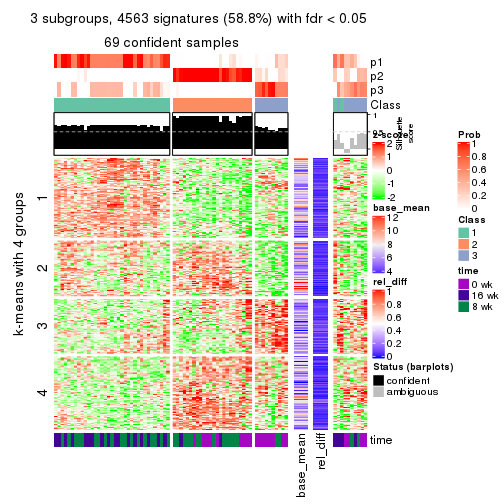 3 subgroups, 4563 signatures (58.8%) with fdr < 0.05
69 confident samples
p1
p2
p3
Class
1
0.5
Silhouette
score
k-means with 4 groups
1
2
3
4
time
base_mean
rel_diff
z-score
2
1
0
-1
-2
base_mean
12
10
8
6
4
rel_diff
1
0.8
0.6
0.4
0.2
0
Status (barplots)
confident
ambiguous
Prob
1
0.8
0.6
0.4
0.2
0
Class
1
2
3
time
0 wk
16 wk
8 wk